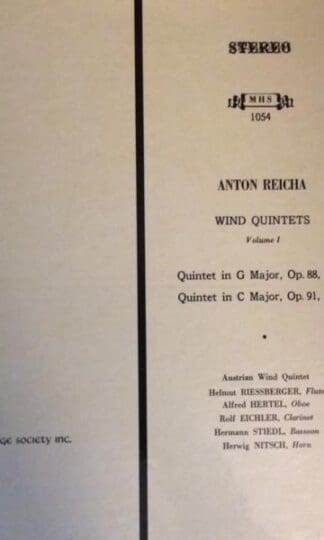 STEREO
MHS
1054
ANTON REICHA
WIND QUINTETS
Volume I
Quintet in G Major, Op. 88,
Quintet in C Major, Op. 91,
Austrian Wind Quintet
Helmut RIESSBERGER, Flute
Alfred HERTEL, Oboe
Rolf EICHLER, Clarinet
Hermann STIEDL, Bassoon
Herwig NITSCH, Horn
GE SOCIETY INC.